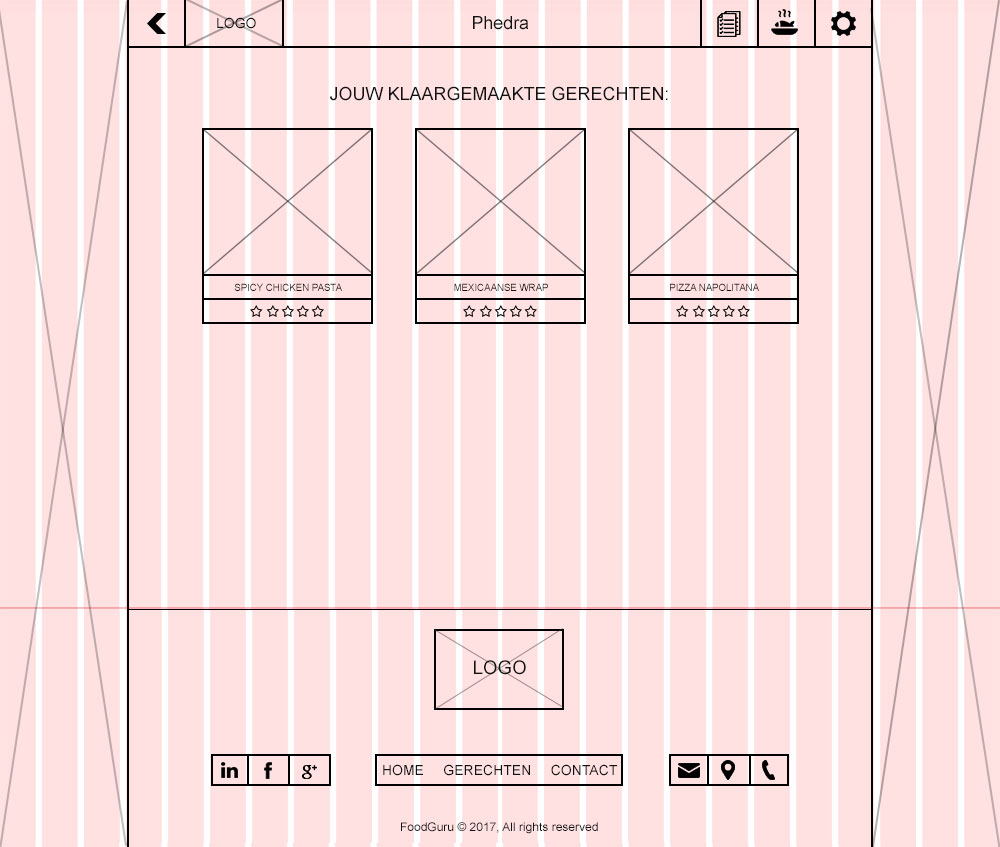 LOGO
Phedra
JOUW KLAARGEMAAKTE GERECHTEN:
SPICY CHICKEN PASTA
MEXICAANSE WRAP
PIZZA NAPOLITANA
LOGO
in f g+
HOME GERECHTEN CONTACT
FoodGuru © 2017, All rights reserved